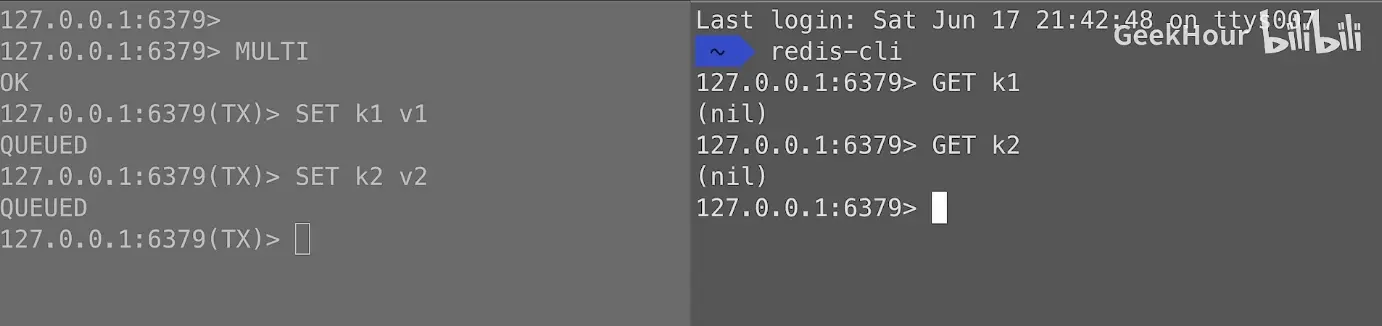 127.0.0.1:6379>
127.0.0.1:6379> MULTI
OK
127.0.0.1:6379(TX)> SET k1 v1
QUEUED
127.0.0.1:6379(TX)> SET k2 v2
QUEUED
127.0.0.1:6379(TX)>
Last login: Sat Jun 17 21:42:48 on ttys007
GeekHour bilibili
~ redis-cli
127.0.0.1:6379> GET k1
(nil)
127.0.0.1:6379> GET k2
(nil)
127.0.0.1:6379>